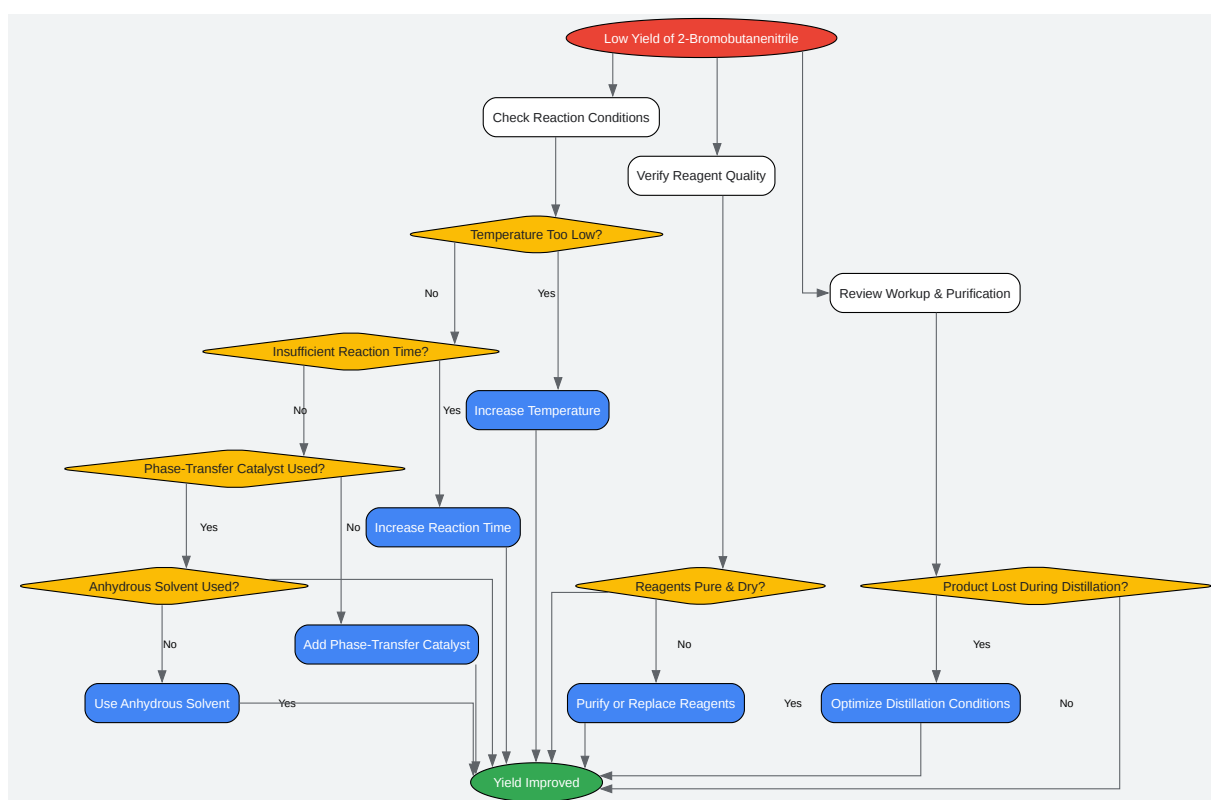 Low Yield of 2-Bromobutanenitrile
Check Reaction Conditions
Verify Reagent Quality
Temperature Too Low?
No
Yes
Review Workup & Purification
Insufficient Reaction Time?
No
Yes
Increase Temperature
Phase-Transfer Catalyst Used?
Yes
No
Increase Reaction Time
Anhydrous Solvent Used?
Reagents Pure & Dry?
Product Lost During Distillation?
No
Add Phase-Transfer Catalyst
No
Yes
Use Anhydrous Solvent
Yes
Purify or Replace Reagents
Yes
Optimize Distillation Conditions
No
Yield Improved